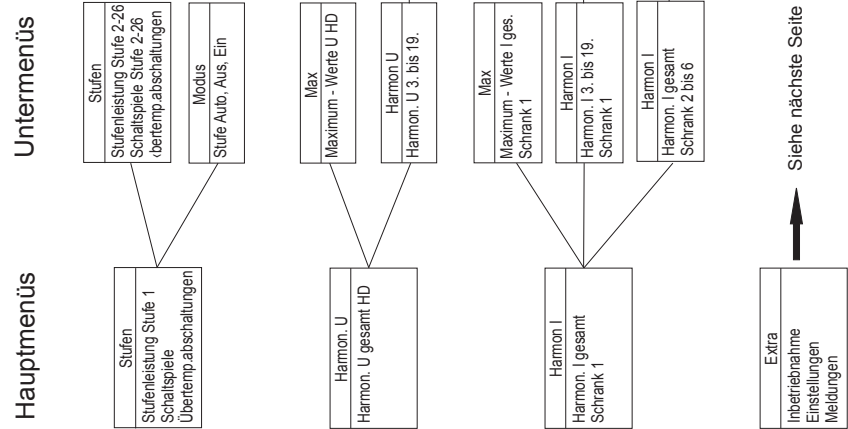 Hauptmenüs
Untermenüs
Stufen
Stufenleistung Stufe 1
Schaltspiele
Übertemp.abschaltungen
Stufen
Stufenleistung Stufe 2-26
Schaltspiele Stufe 2-26
‹bertemp.abschaltungen
Modus
Stufe Auto, Aus, Ein
Harmon. U
Harmon. U gesamt HD
Max
Maximum - Werte U HD
Harmon U
Harmon. U 3. bis 19.
Harmon I
Harmon. I gesamt
Schrank 1
Max
Maximum - Werte I ges.
Schrank 1
Harmon I
Harmon. I 3. bis 19.
Schrank 1
Harmon I
Harmon. I gesamt
Schrank 2 bis 6
Extra
Inbetriebnahme
Einstellungen
Meldungen
Siehe nächste Seite